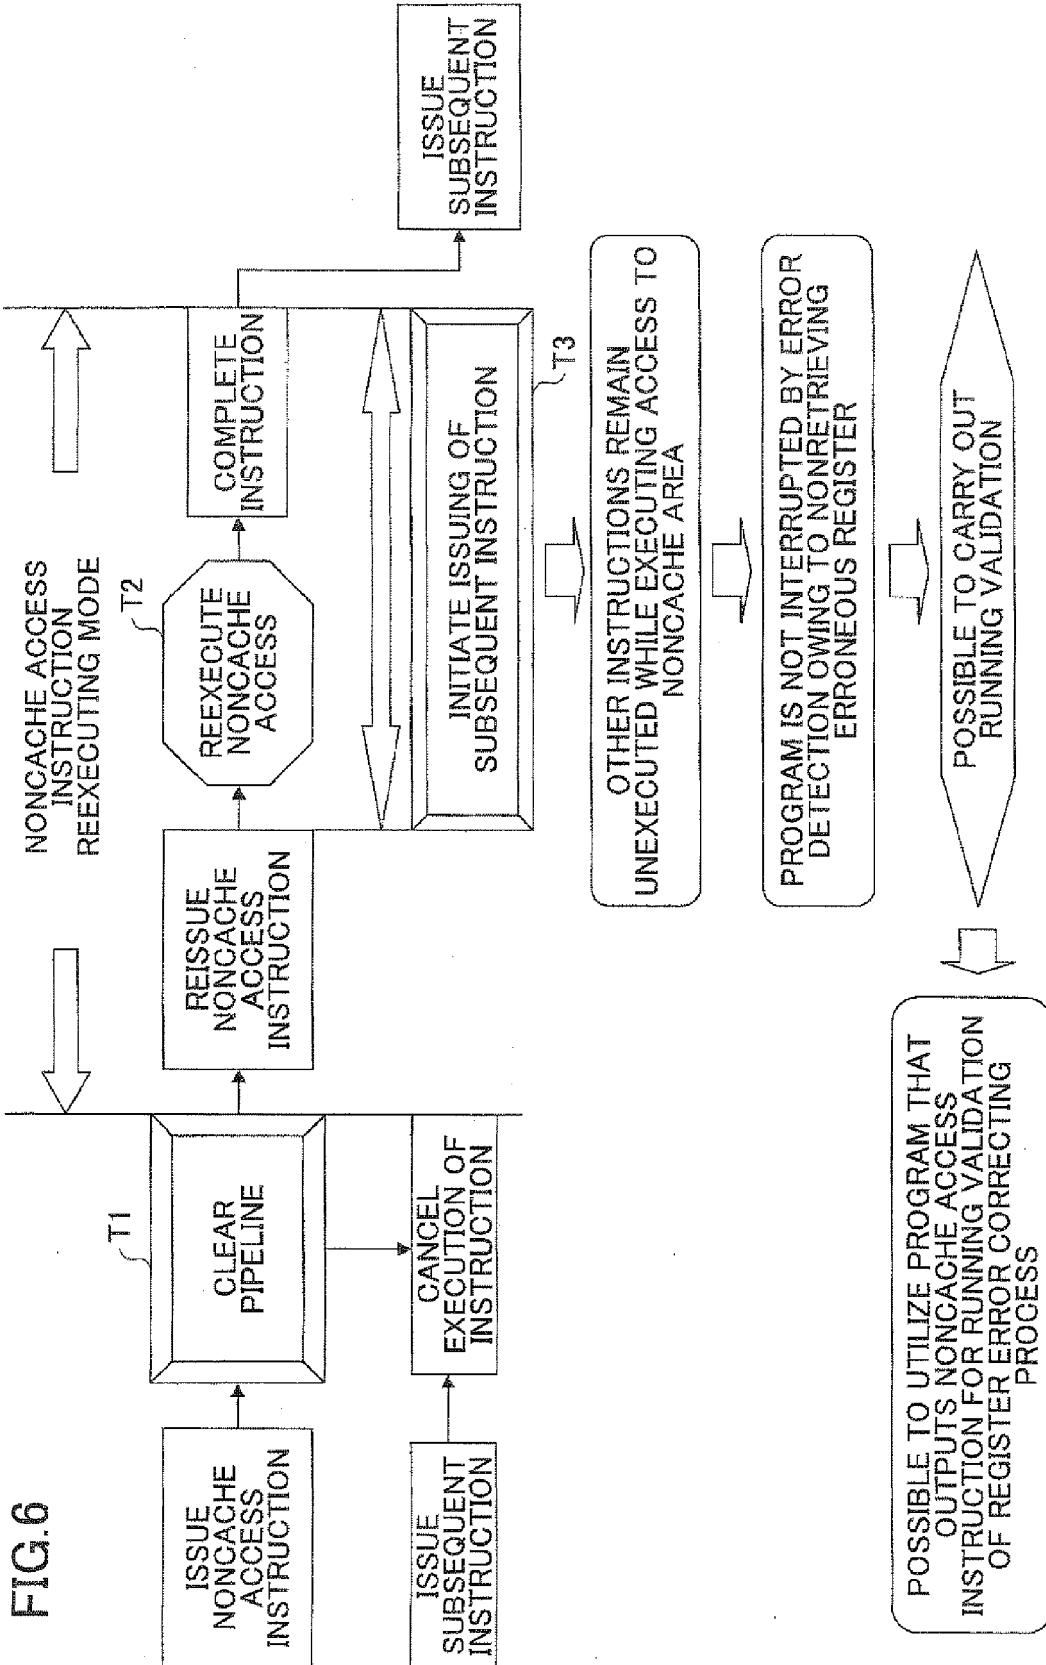 FIG.6
NONCACHE ACCESS
INSTRUCTION
REEXECUTING MODE
T1
T2
ISSUE
NONCACHE
ACCESS
INSTRUCTION
CLEAR
PIPELINE
REISSUE
NONCACHE
ACCESS
INSTRUCTION
REEXECUTE
NONCACHE
ACCESS
COMPLETE
INSTRUCTION
ISSUE
SUBSEQUENT
INSTRUCTION
CANCEL
EXECUTION OF
INSTRUCTION
INITIATE ISSUING OF
SUBSEQUENT INSTRUCTION
ISSUE
SUBSEQUENT
INSTRUCTION
T3
OTHER INSTRUCTIONS REMAIN
UNEXECUTED WHILE EXECUTING ACCESS TO
NONCACHE AREA
PROGRAM IS NOT INTERRUPTED BY ERROR
DETECTION OWING TO NONRETRIEVING
ERRONEOUS REGISTER
POSSIBLE TO CARRY OUT
RUNNING VALIDATION
POSSIBLE TO UTILIZE PROGRAM THAT
OUTPUTS NONCACHE ACCESS
INSTRUCTION FOR RUNNING VALIDATION
OF REGISTER ERROR CORRECTING
PROCESS